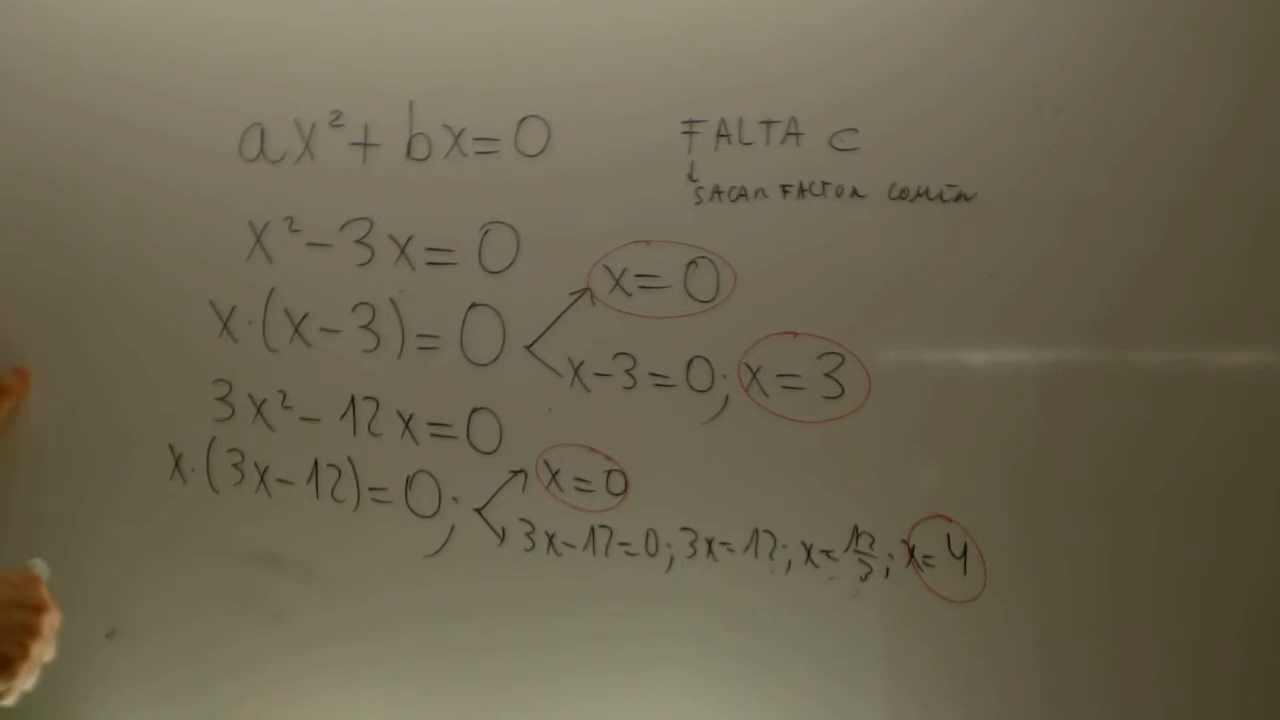 ax²+bx=0
FALTA C
↓
SACAR FACTOR COMÚN
x²-3x=0
x·(x-3)=0
x=0
x-3=0; x=3
3x²-12x=0
x·(3x-12)=0;
x=0
3x-12=0; 3x=12; x=12/3; x=4